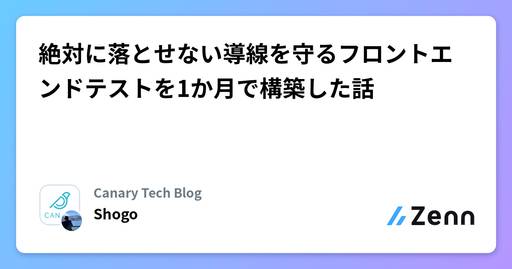 絶対に落とせない導線を守るフロントエ
ンドテストを1か月で構築した話
Canary Tech Blog
CAN
Shogo
Zenn